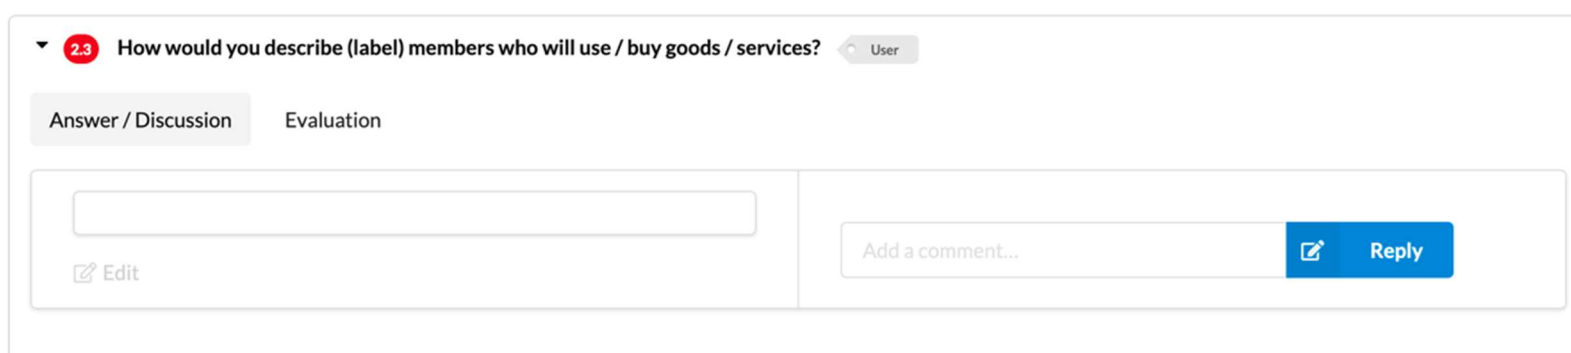 2.3 How would you describe (label) members who will use / buy goods / services? User
Answer / Discussion Evaluation
Add a comment... Reply
Edit